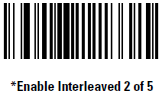 *Enable Interleaved 2 of 5